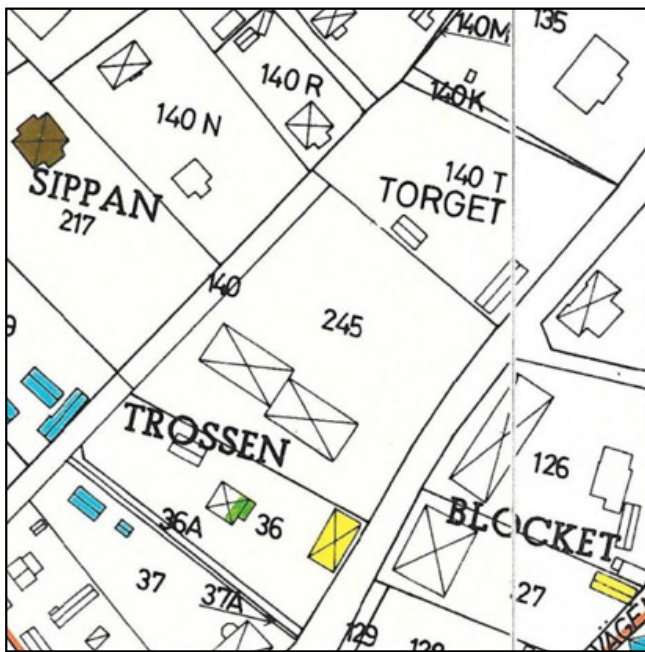 140M
135
140 R
140K
140 N
140 T
TORGET
SIPPAN
217
140
245
TROSSEN
126
36A
36
BLOCKET
37
37A
27
129